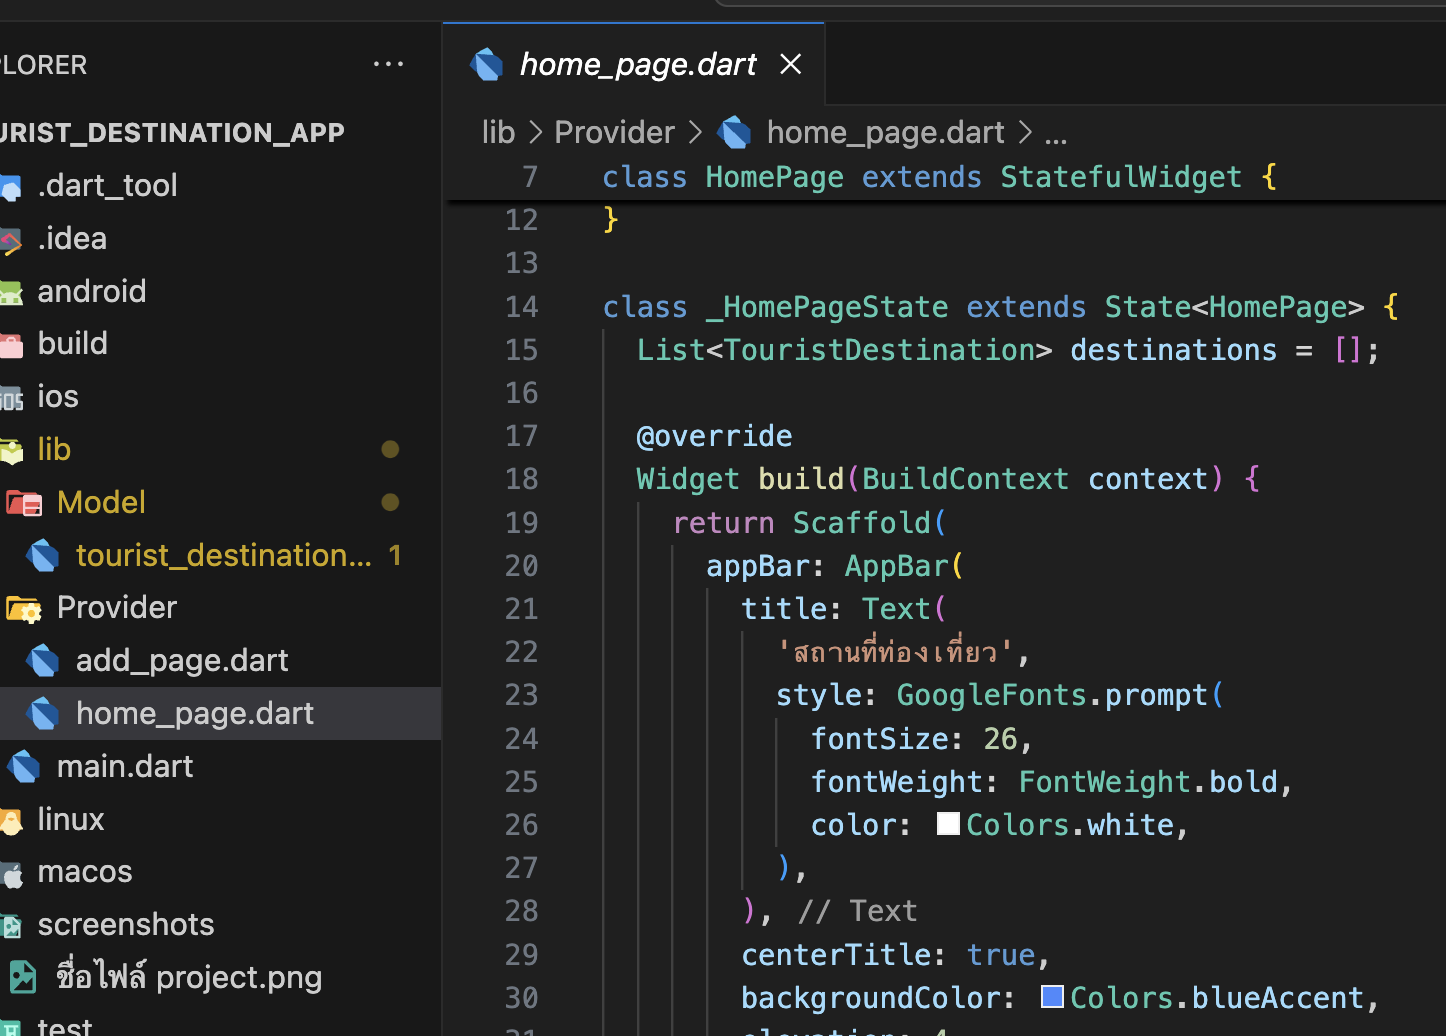 PLORER
URIST_DESTINATION_APP
.dart_tool
.idea
android
build
ios
lib
Model
tourist_destination... 1
Provider
add_page.dart
home_page.dart
main.dart
linux
macos
screenshots
ชื่อไฟล์ project.png
test
home_page.dart
lib > Provider > home_page.dart > ...
7 class HomePage extends StatefulWidget {
12 }
13
14 class _HomePageState extends State<HomePage> {
15 List<TouristDestination> destinations = [];
16
17 @override
18 Widget build(BuildContext context) {
19 return Scaffold(
20 appBar: AppBar(
21 title: Text(
22 'สถานที่ท่องเที่ยว',
23 style: GoogleFonts.prompt(
24 fontSize: 26,
25 fontWeight: FontWeight.bold,
26 color: Colors.white,
27 ),
28 ), // Text
29 centerTitle: true,
30 backgroundColor: Colors.blueAccent,
31 elevation: 4